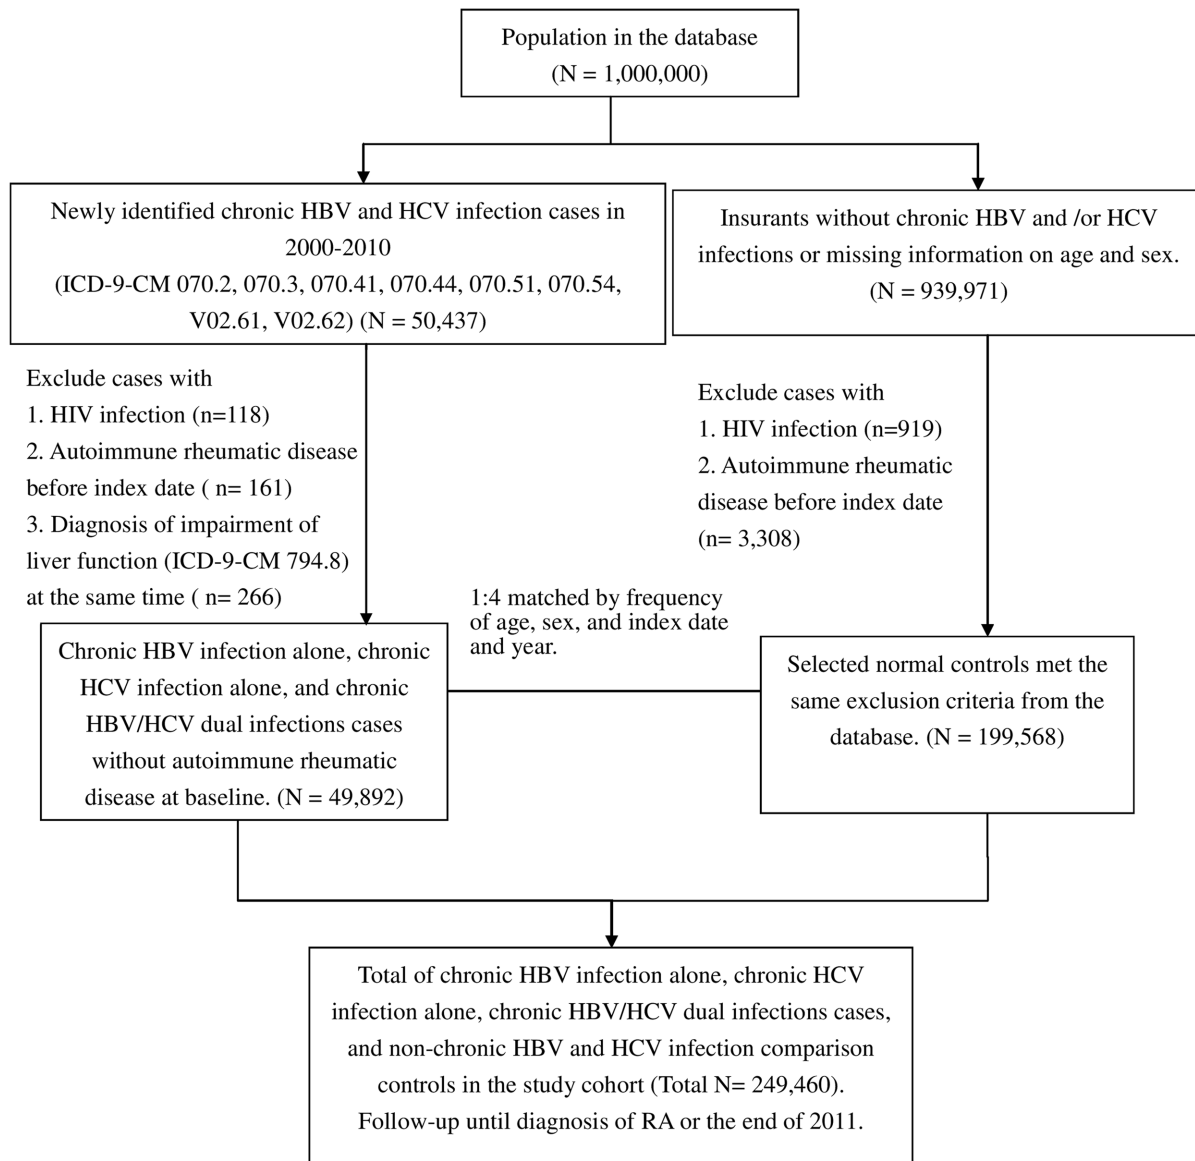 Population in the database
(N = 1,000,000)
Newly identified chronic HBV and HCV infection cases in
2000-2010
(ICD-9-CM 070.2, 070.3, 070.41, 070.44, 070.51, 070.54,
V02.61, V02.62) (N = 50,437)
Insurants without chronic HBV and /or HCV
infections or missing information on age and sex.
(N = 939,971)
Exclude cases with
1. HIV infection (n=118)
2. Autoimmune rheumatic disease
before index date ( n= 161)
3. Diagnosis of impairment of
liver function (ICD-9-CM 794.8)
at the same time ( n= 266)
Exclude cases with
1. HIV infection (n=919)
2. Autoimmune rheumatic
disease before index date
(n= 3,308)
1:4 matched by frequency
of age, sex, and index date
and year.
Chronic HBV infection alone, chronic
HCV infection alone, and chronic
HBV/HCV dual infections cases
without autoimmune rheumatic
disease at baseline. (N = 49,892)
Selected normal controls met the
same exclusion criteria from the
database. (N = 199,568)
Total of chronic HBV infection alone, chronic HCV
infection alone, chronic HBV/HCV dual infections cases,
and non-chronic HBV and HCV infection comparison
controls in the study cohort (Total N= 249,460).
Follow-up until diagnosis of RA or the end of 2011.